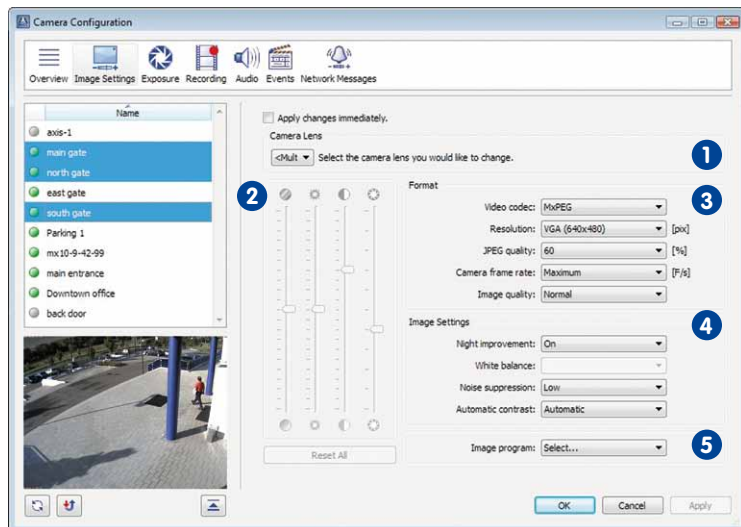 Camera Configuration
Overview Image Settings Exposure Recording Audio Events Network Messages
Name
axis-1
main gate
north gate
east gate
south gate
Parking 1
mx10-9-42-99
main entrance
Downtown office
back door
Apply changes immediately.
Camera Lens
<Mult Select the camera lens you would like to change.
1
2
Format
3
Video codec: MxPEG
Resolution: VGA (640x480) [pix]
JPEG quality: 60 [%]
Camera frame rate: Maximum [F/s]
Image quality: Normal
Image Settings
4
Night improvement: On
White balance:
Noise suppression: Low
Automatic contrast: Automatic
Reset All
Image program: Select...
5
OK Cancel Apply